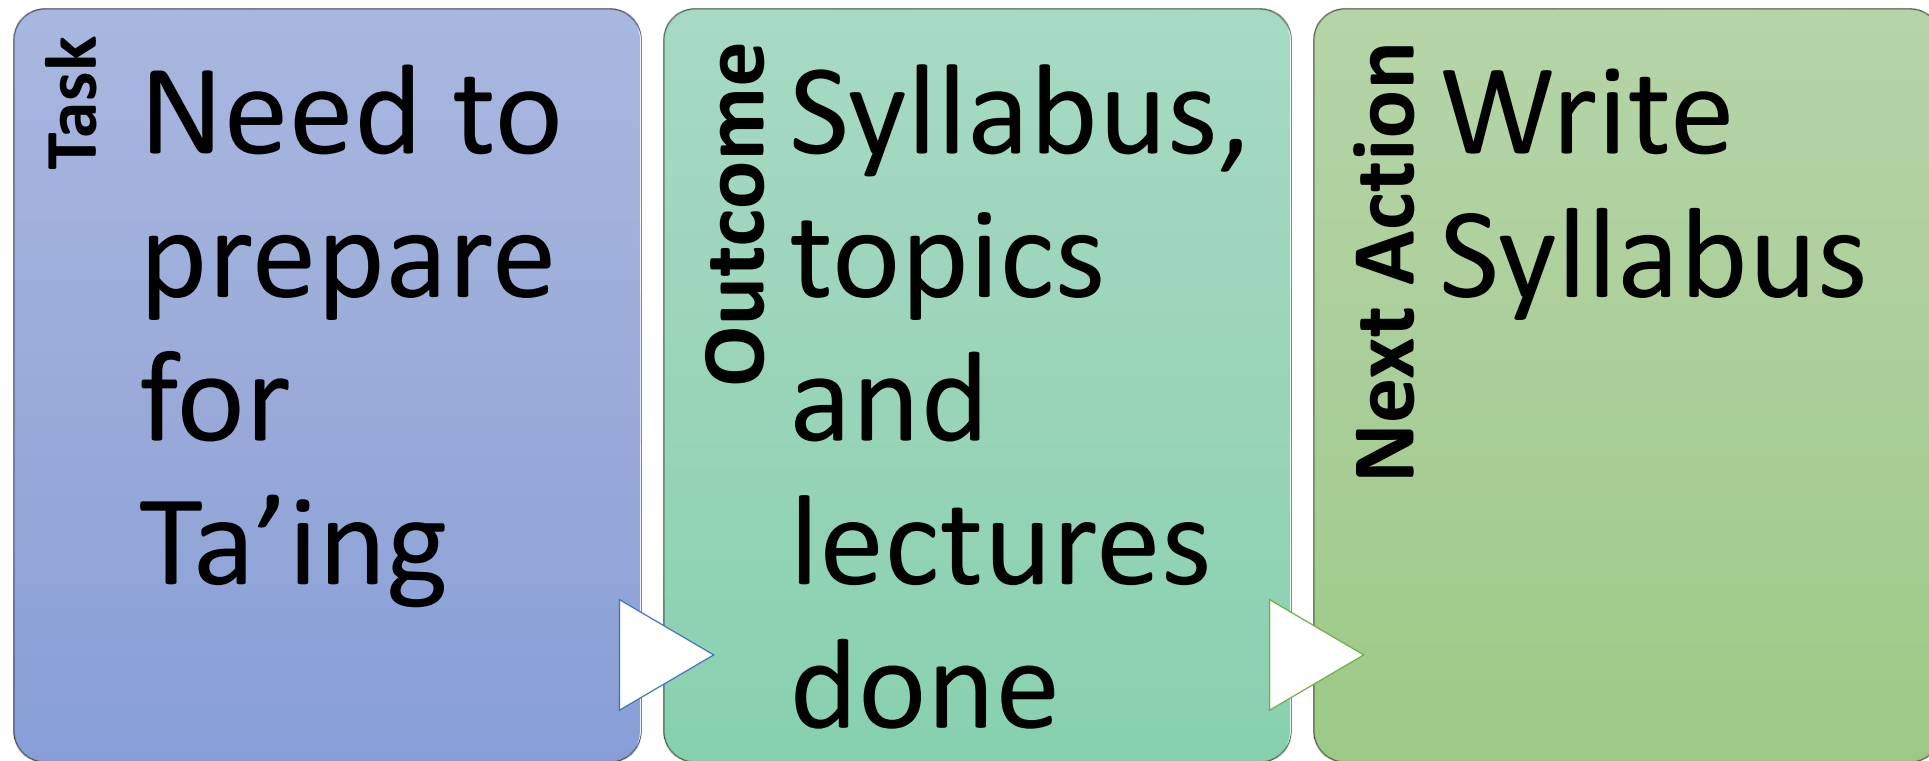 Task
Need to
prepare
for
Ta’ing
Outcome
Syllabus,
topics
and
lectures
done
Next Action
Write
Syllabus